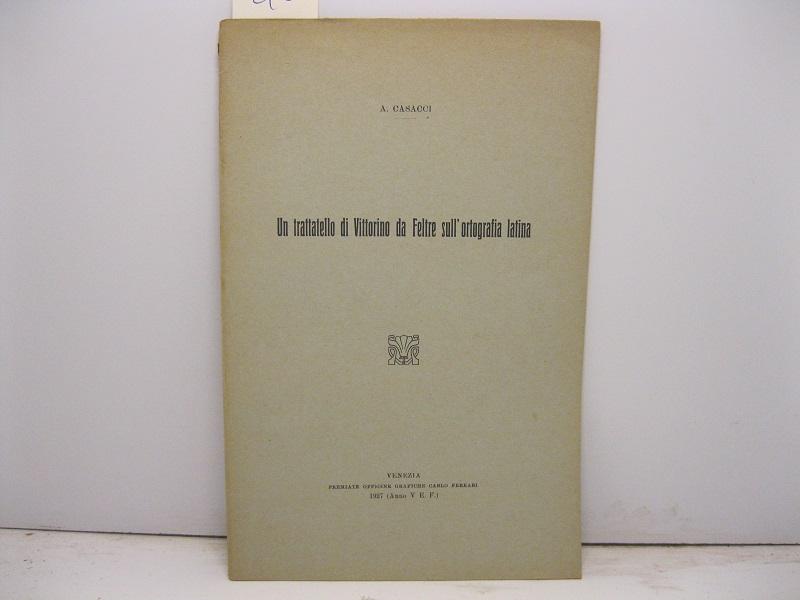 A. CASACCI
Un trattatello di Vittorino da Feltre sull'ortografia latina
VENEZIA
PREMIATE OFFICINE GRAFICHE CARLO FERRARI
1927 (Anno V E. F.)